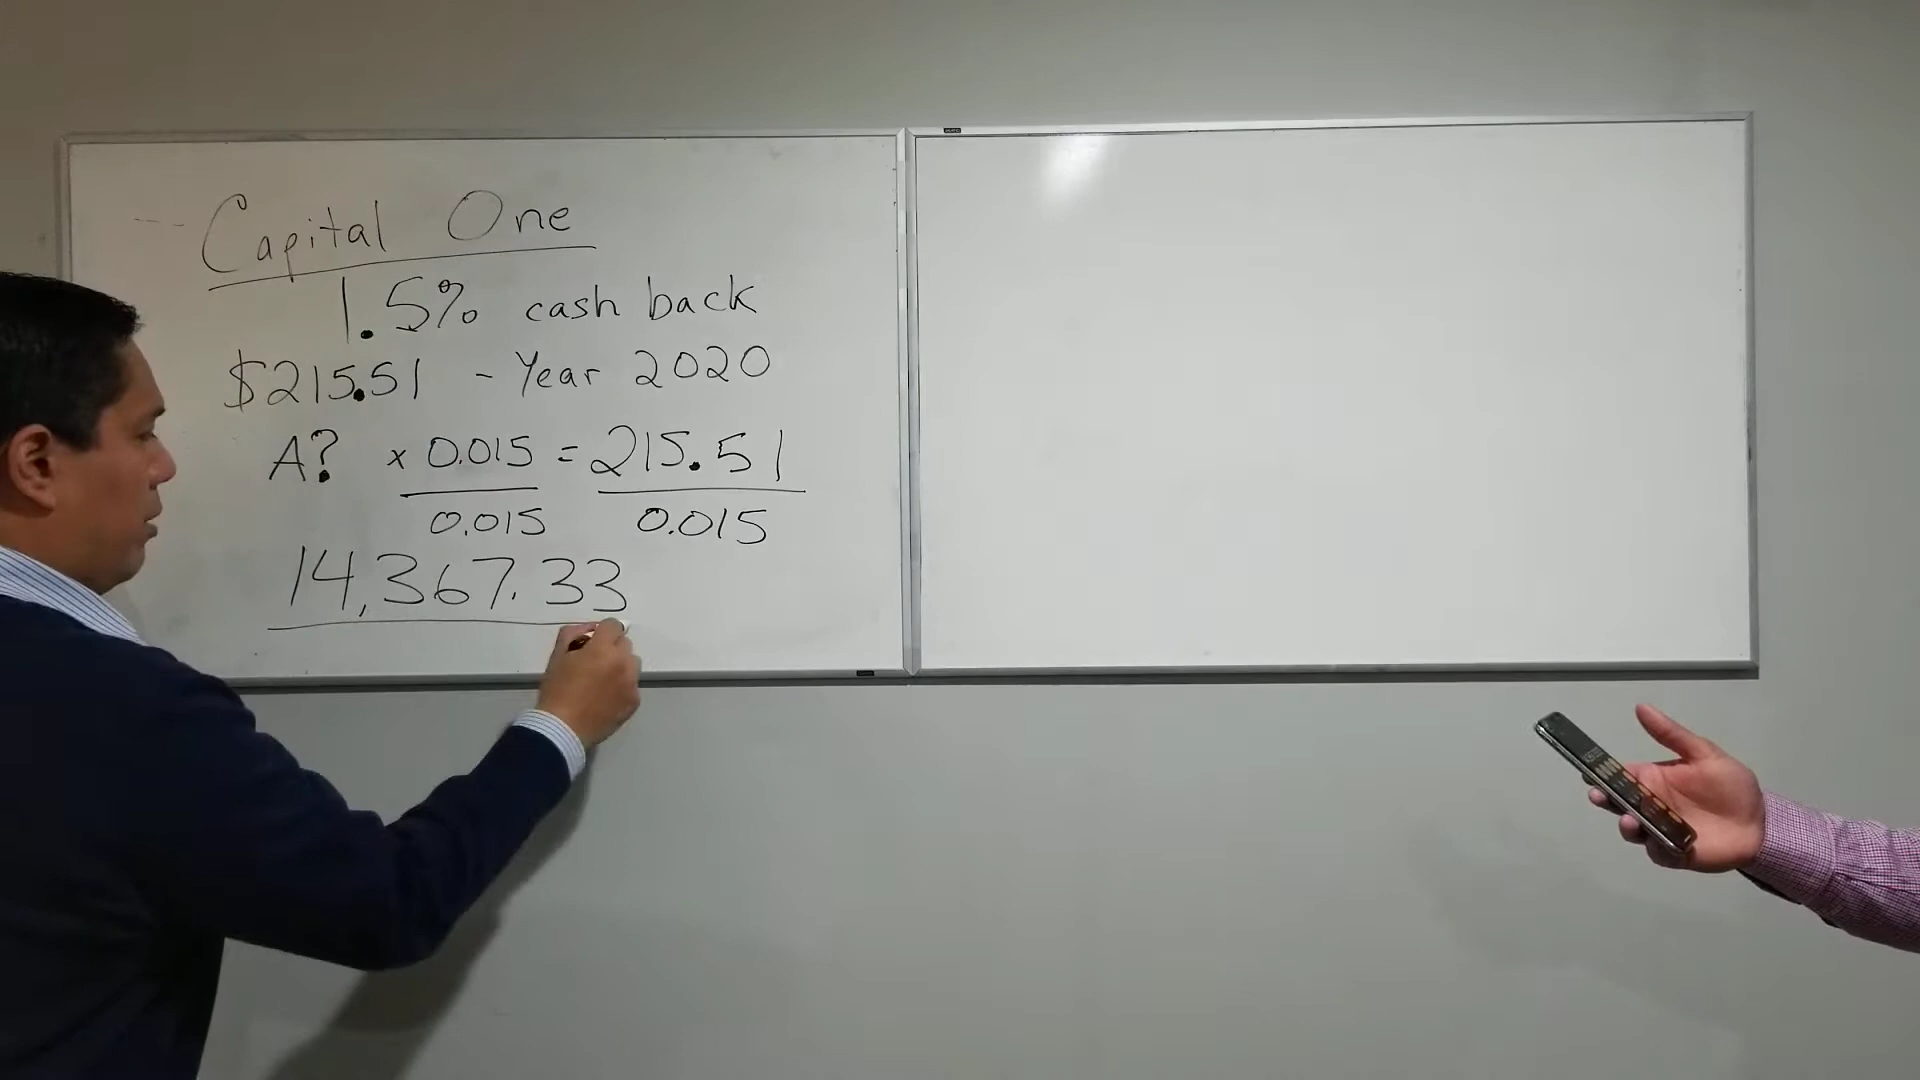 Capital One
1.5% cash back
$215.51 - Year 2020
A? x 0.015 = 215.51
0.015 0.015
14,367.33